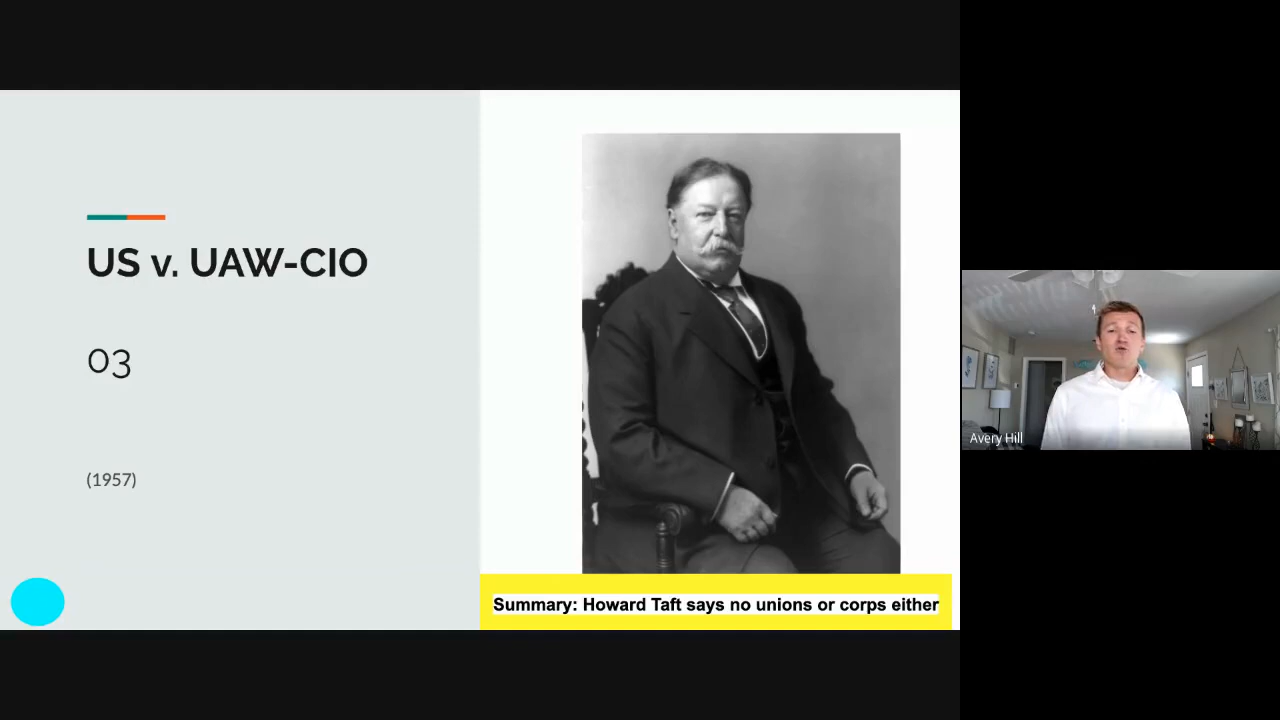 US v. UAW-CIO
03
(1957)
Summary: Howard Taft says no unions or corps either
Avery Hill